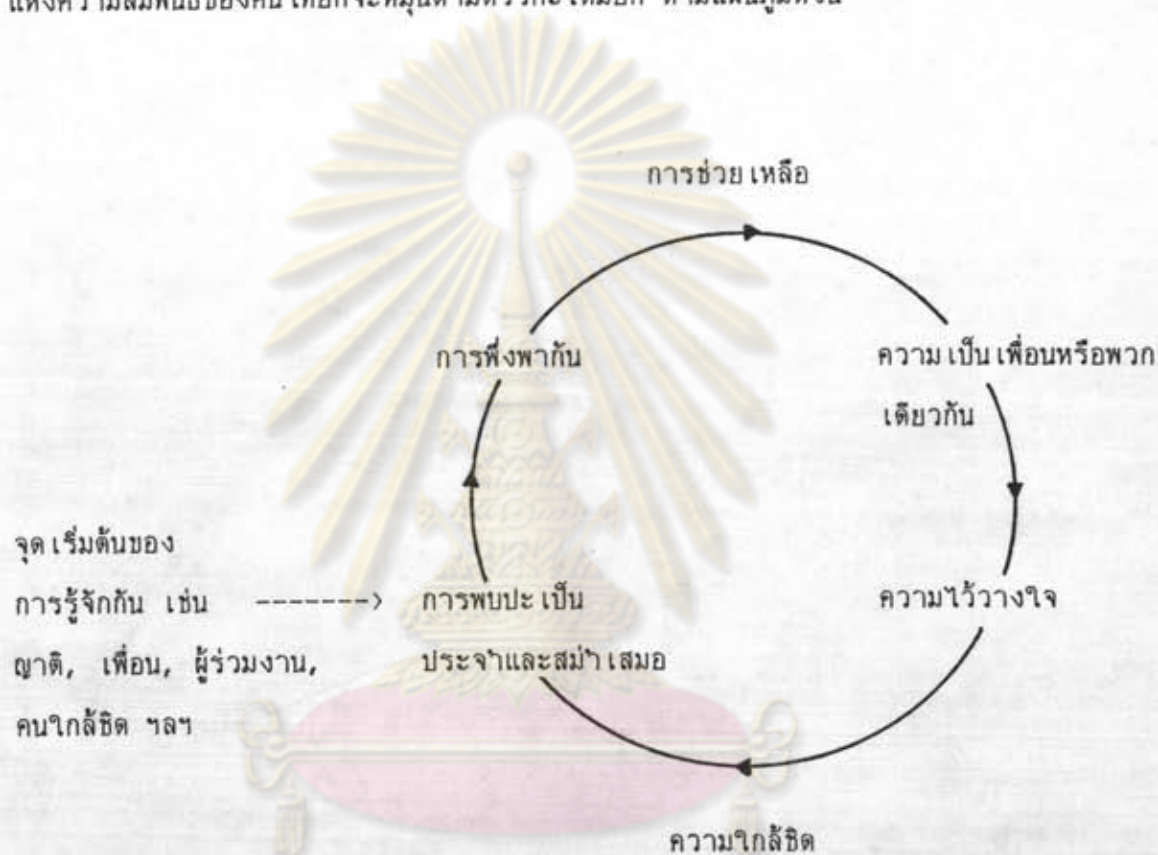 การช่วยเหลือ
การพึ่งพากัน
ความเป็นเพื่อนหรือพวก
เดียวกัน
จุดเริ่มต้นของ
การรู้จักกัน เช่น -------> การพบปะเป็น
ญาติ, เพื่อน, ผู้ร่วมงาน, ประจำและสม่ำเสมอ
คนใกล้ชิด ฯลฯ
ความไว้วางใจ
ความใกล้ชิด